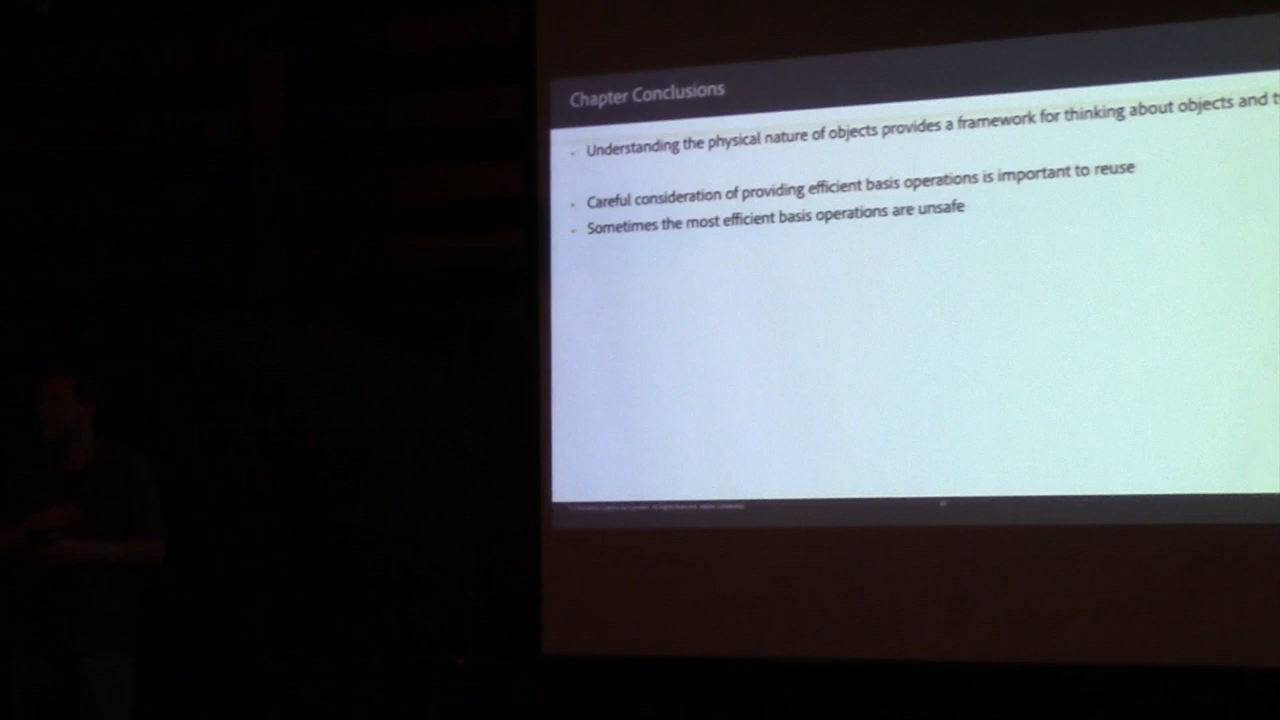 Chapter Conclusions
Understanding the physical nature of objects provides a framework for thinking about objects and
Careful consideration of providing efficient basis operations is important to reuse
Sometimes the most efficient basis operations are unsafe